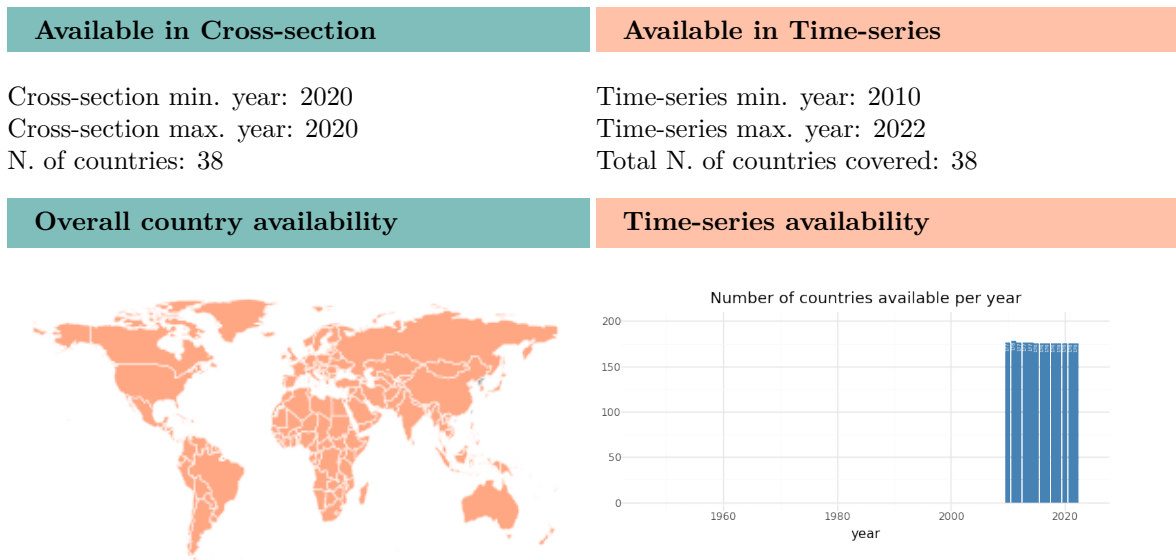 Available in Cross-section
Available in Time-series
Cross-section min. year: 2020
Cross-section max. year: 2020
N. of countries: 38
Time-series min. year: 2010
Time-series max. year: 2022
Total N. of countries covered: 38
Overall country availability
Time-series availability
Number of countries available per year
200
150
100
50
0
1960 1980 2000 2020
year